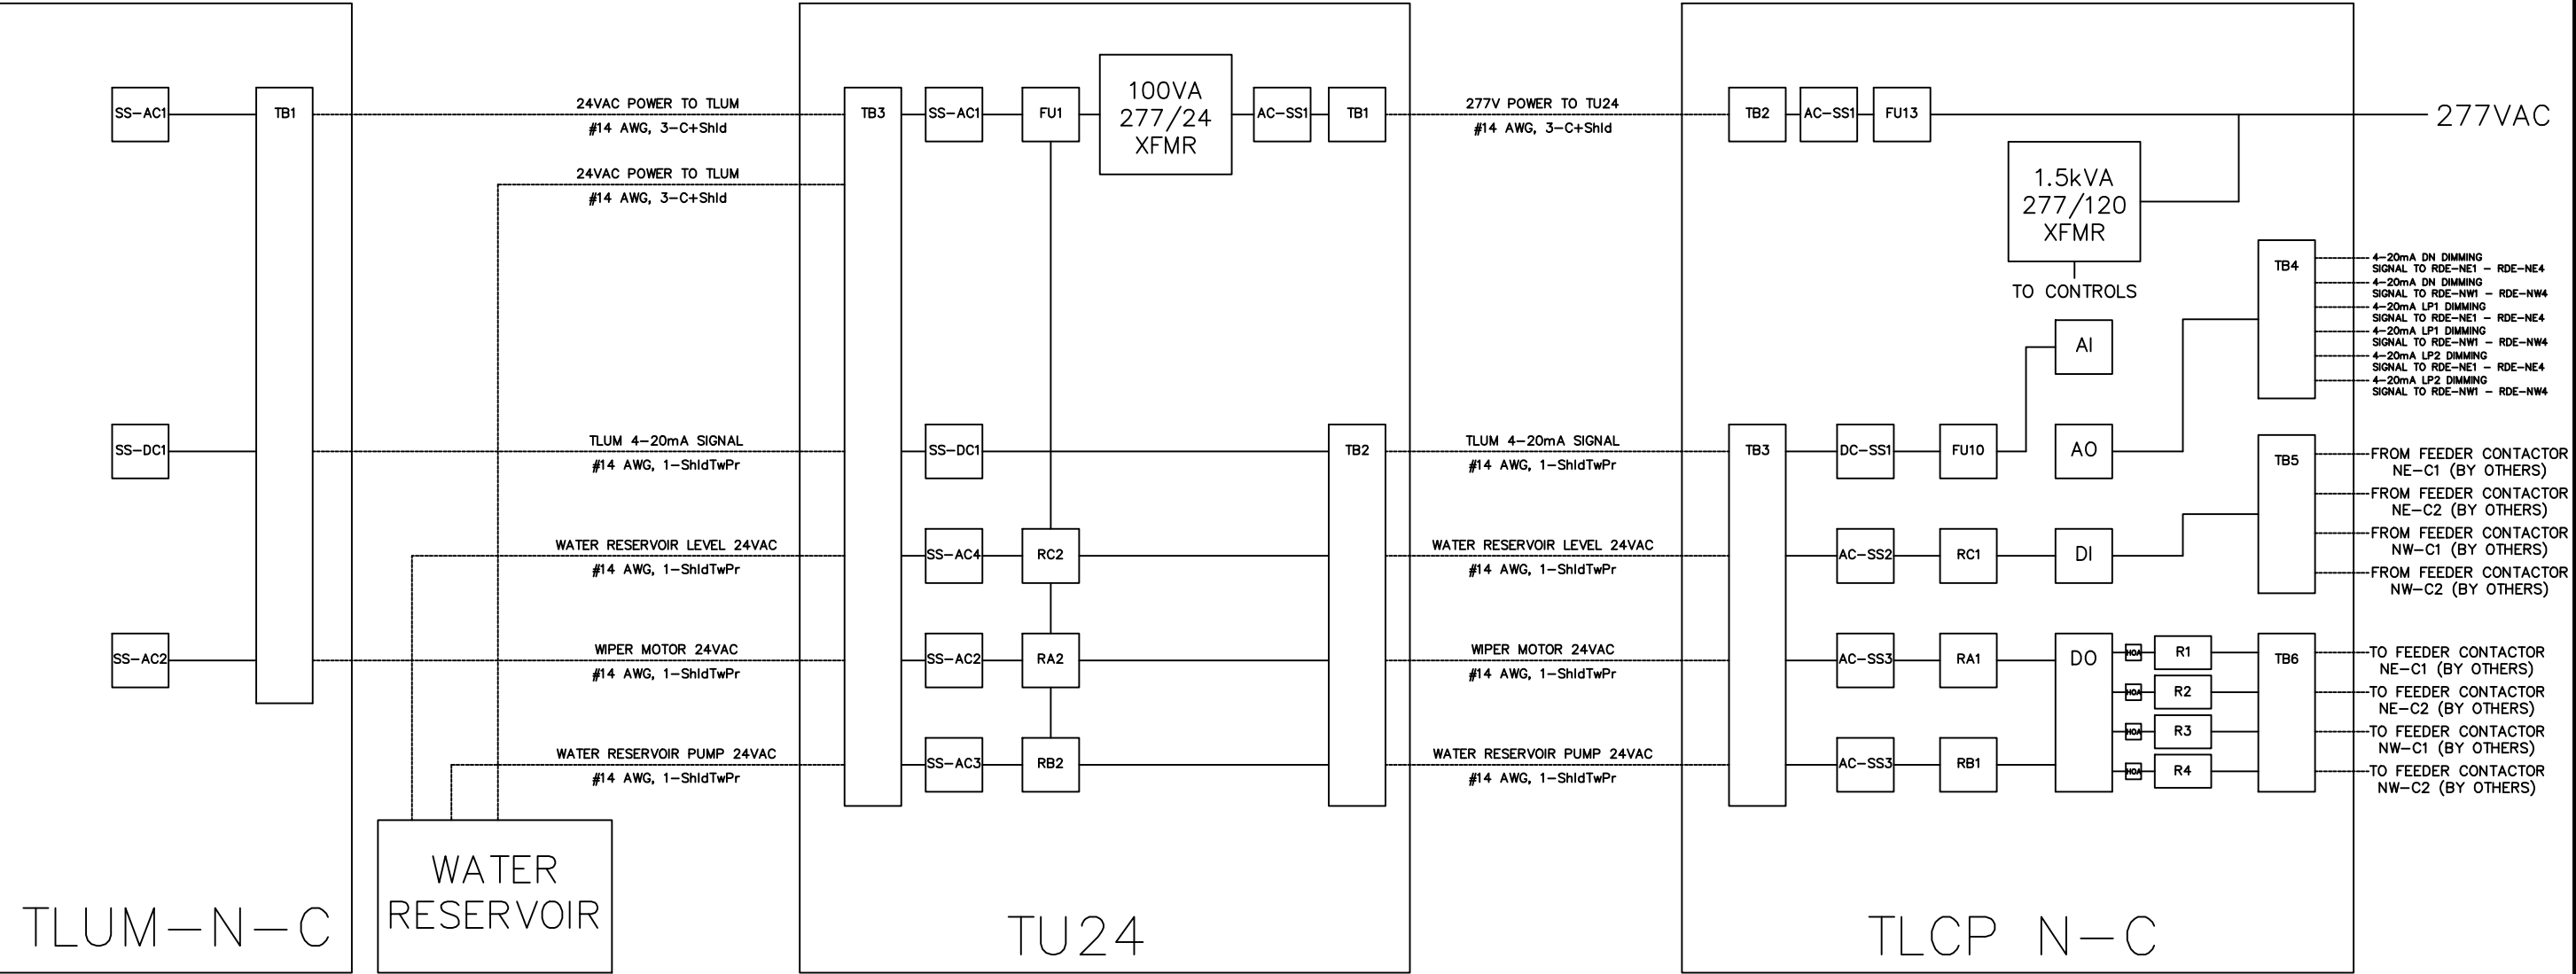 SS-AC1
TB1
24VAC POWER TO TLUM
#14 AWG, 3-C+Shld
24VAC POWER TO TLUM
#14 AWG, 3-C+Shld
SS-DC1
TLUM 4-20mA SIGNAL
#14 AWG, 1-ShldTwPr
WATER RESERVOIR LEVEL 24VAC
#14 AWG, 1-ShldTwPr
SS-AC2
WIPER MOTOR 24VAC
#14 AWG, 1-ShldTwPr
WATER RESERVOIR PUMP 24VAC
#14 AWG, 1-ShldTwPr
WATER
RESERVOIR
TLUM-N-C
TB3
SS-AC1
FU1
100VA
277/24
XFMR
AC-SS1
TB1
SS-DC1
TB2
SS-AC4
RC2
SS-AC2
RA2
SS-AC3
RB2
TU24
277V POWER TO TU24
#14 AWG, 3-C+Shld
TLUM 4-20mA SIGNAL
#14 AWG, 1-ShldTwPr
WATER RESERVOIR LEVEL 24VAC
#14 AWG, 1-ShldTwPr
WIPER MOTOR 24VAC
#14 AWG, 1-ShldTwPr
WATER RESERVOIR PUMP 24VAC
#14 AWG, 1-ShldTwPr
TB2
AC-SS1
FU13
277VAC
1.5kVA
277/120
XFMR
TO CONTROLS
TB4
4-20mA DN DIMMING
SIGNAL TO RDE-NE1 - RDE-NE4
4-20mA DN DIMMING
SIGNAL TO RDE-NW1 - RDE-NW4
4-20mA LP1 DIMMING
SIGNAL TO RDE-NE1 - RDE-NE4
4-20mA LP1 DIMMING
SIGNAL TO RDE-NW1 - RDE-NW4
4-20mA LP2 DIMMING
SIGNAL TO RDE-NE1 - RDE-NE4
4-20mA LP2 DIMMING
SIGNAL TO RDE-NW1 - RDE-NW4
AI
TB3
DC-SS1
FU10
AO
TB5
FROM FEEDER CONTACTOR
NE-C1 (BY OTHERS)
FROM FEEDER CONTACTOR
NE-C2 (BY OTHERS)
FROM FEEDER CONTACTOR
NW-C1 (BY OTHERS)
FROM FEEDER CONTACTOR
NW-C2 (BY OTHERS)
AC-SS2
RC1
DI
AC-SS3
RA1
DO
HOA
R1
TB6
HOA
R2
HOA
R3
HOA
R4
AC-SS3
RB1
TO FEEDER CONTACTOR
NE-C1 (BY OTHERS)
TO FEEDER CONTACTOR
NE-C2 (BY OTHERS)
TO FEEDER CONTACTOR
NW-C1 (BY OTHERS)
TO FEEDER CONTACTOR
NW-C2 (BY OTHERS)
TLCP N-C